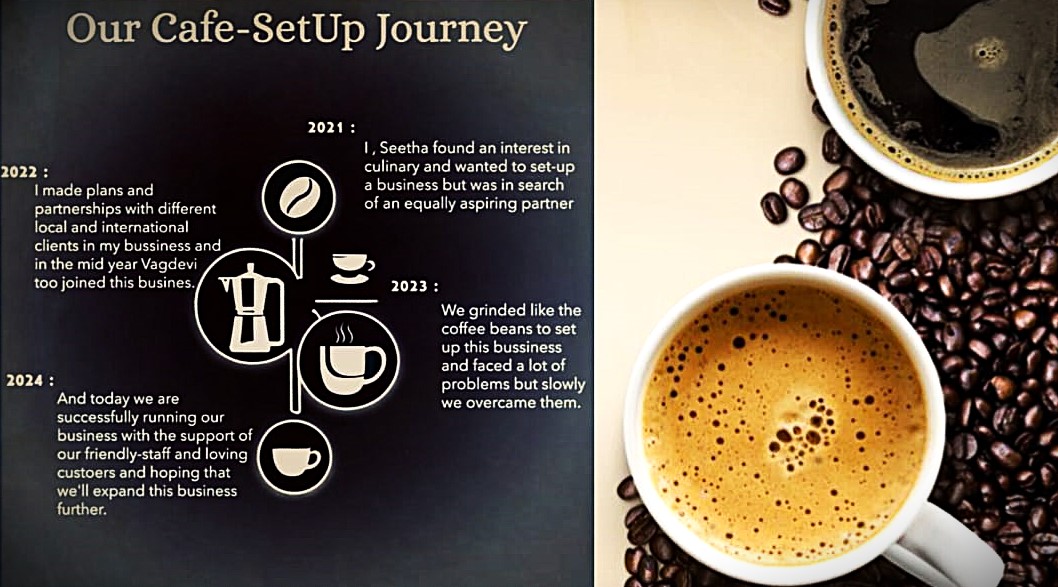 Our Cafe-SetUp Journey
2021 :
I , Seetha found an interest in
culinary and wanted to set-up
a business but was in search
of an equally aspiring partner
2022 :
I made plans and
partnerships with different
local and international
clients in my bussiness and
in the mid year Vagdevi
too joined this busines.
2023 :
We grinded like the
coffee beans to set
up this bussiness
and faced a lot of
problems but slowly
we overcame them.
2024 :
And today we are
successfully running our
business with the support of
our friendly-staff and loving
custoers and hoping that
we'll expand this business
further.